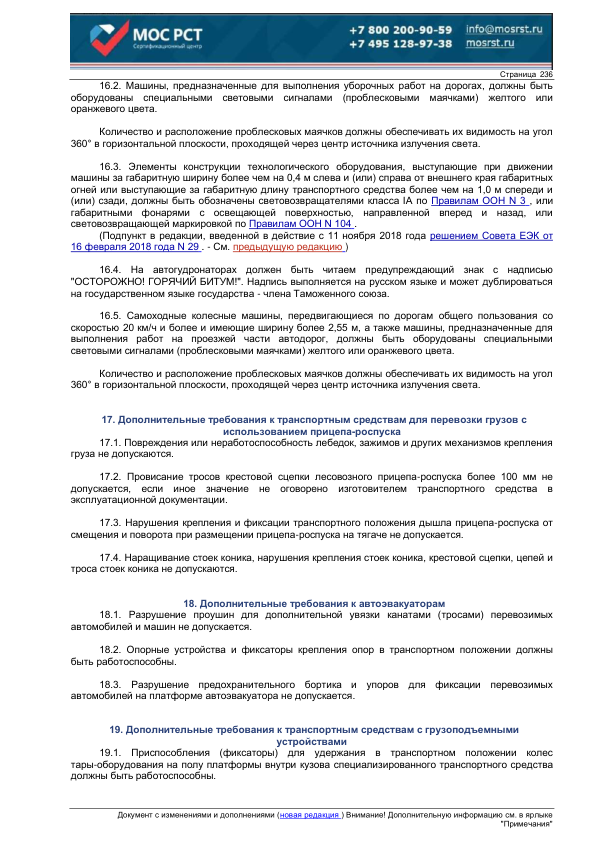 МОС РСТ
Сертификационный центр
+7 800 200-90-59
+7 495 128-97-38
info@mosrst.ru
mosrst.ru
Страница 236
16.2. Машины, предназначенные для выполнения уборочных работ на дорогах, должны быть
оборудованы специальными световыми сигналами (проблесковыми маячками) желтого или
оранжевого цвета.
Количество и расположение проблесковых маячков должны обеспечивать их видимость на угол
360° в горизонтальной плоскости, проходящей через центр источника излучения света.
16.3. Элементы конструкции технологического оборудования, выступающие при движении
машины за габаритную ширину более чем на 0,4 м слева и (или) справа от внешнего края габаритных
огней или выступающие за габаритную длину транспортного средства более чем на 1,0 м спереди и
(или) сзади, должны быть обозначены световозвращателями класса IA по Правилам ООН N 3 , или
габаритными фонарями с освещающей поверхностью, направленной вперед и назад, или
световозвращающей маркировкой по Правилам ООН N 104 .
(Подпункт в редакции, введенной в действие с 11 ноября 2018 года решением Совета ЕЭК от
16 февраля 2018 года N 29 . - См. предыдущую редакцию )
16.4. На автогудронаторах должен быть читаем предупреждающий знак с надписью
"ОСТОРОЖНО! ГОРЯЧИЙ БИТУМ!". Надпись выполняется на русском языке и может дублироваться
на государственном языке государства - члена Таможенного союза.
16.5. Самоходные колесные машины, передвигающиеся по дорогам общего пользования со
скоростью 20 км/ч и более и имеющие ширину более 2,55 м, а также машины, предназначенные для
выполнения работ на проезжей части автодорог, должны быть оборудованы специальными
световыми сигналами (проблесковыми маячками) желтого или оранжевого цвета.
Количество и расположение проблесковых маячков должны обеспечивать их видимость на угол
360° в горизонтальной плоскости, проходящей через центр источника излучения света.
17. Дополнительные требования к транспортным средствам для перевозки грузов с
использованием прицепа-роспуска
17.1. Повреждения или неработоспособность лебедок, зажимов и других механизмов крепления
груза не допускаются.
17.2. Провисание тросов крестовой сцепки лесовозного прицепа-роспуска более 100 мм не
допускается, если иное значение не оговорено изготовителем транспортного средства в
эксплуатационной документации.
17.3. Нарушения крепления и фиксации транспортного положения дышла прицепа-роспуска от
смещения и поворота при размещении прицепа-роспуска на тягаче не допускается.
17.4. Наращивание стоек коника, нарушения крепления стоек коника, крестовой сцепки, цепей и
троса стоек коника не допускаются.
18. Дополнительные требования к автоэвакуаторам
18.1. Разрушение проушин для дополнительной увязки канатами (тросами) перевозимых
автомобилей и машин не допускается.
18.2. Опорные устройства и фиксаторы крепления опор в транспортном положении должны
быть работоспособны.
18.3. Разрушение предохранительного бортика и упоров для фиксации перевозимых
автомобилей на платформе автоэвакуатора не допускается.
19. Дополнительные требования к транспортным средствам с грузоподъемными
устройствами
19.1. Приспособления (фиксаторы) для удержания в транспортном положении колес
тары-оборудования на полу платформы внутри кузова специализированного транспортного средства
должны быть работоспособны.
Документ с изменениями и дополнениями (новая редакция ) Внимание! Дополнительную информацию см. в ярлыке
"Примечания"